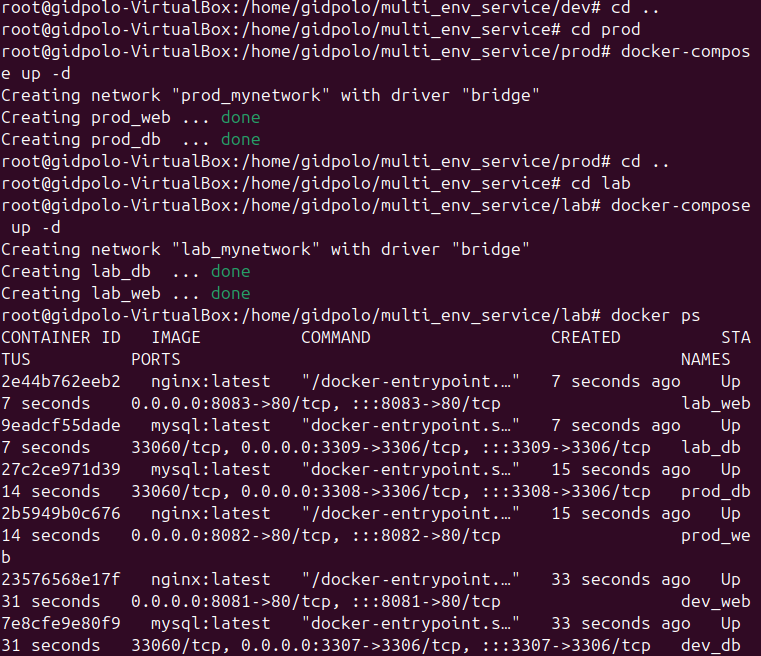 root@gidpolo-VirtualBox:/home/gidpolo/multi_env_service/dev# cd ..
root@gidpolo-VirtualBox:/home/gidpolo/multi_env_service# cd prod
root@gidpolo-VirtualBox:/home/gidpolo/multi_env_service/prod# docker-compos
e up -d
Creating network "prod_mynetwork" with driver "bridge"
Creating prod_web ... done
Creating prod_db  ... done
root@gidpolo-VirtualBox:/home/gidpolo/multi_env_service/prod# cd ..
root@gidpolo-VirtualBox:/home/gidpolo/multi_env_service# cd lab
root@gidpolo-VirtualBox:/home/gidpolo/multi_env_service/lab# docker-compose
 up -d
Creating network "lab_mynetwork" with driver "bridge"
Creating lab_db  ... done
Creating lab_web ... done
root@gidpolo-VirtualBox:/home/gidpolo/multi_env_service/lab# docker ps
CONTAINER ID   IMAGE          COMMAND                  CREATED          STA
TUS          PORTS                                                  NAMES
2e44b762eeb2   nginx:latest   "/docker-entrypoint.…"   7 seconds ago    Up
7 seconds    0.0.0.0:8083->80/tcp, :::8083->80/tcp                  lab_web
9eadcf55dade   mysql:latest   "docker-entrypoint.s…"   7 seconds ago    Up
7 seconds    33060/tcp, 0.0.0.0:3309->3306/tcp, :::3309->3306/tcp   lab_db
27c2ce971d39   mysql:latest   "docker-entrypoint.s…"   15 seconds ago   Up
14 seconds   33060/tcp, 0.0.0.0:3308->3306/tcp, :::3308->3306/tcp   prod_db
2b5949b0c676   nginx:latest   "/docker-entrypoint.…"   15 seconds ago   Up
14 seconds   0.0.0.0:8082->80/tcp, :::8082->80/tcp                  prod_we
b
23576568e17f   nginx:latest   "/docker-entrypoint.…"   33 seconds ago   Up
31 seconds   0.0.0.0:8081->80/tcp, :::8081->80/tcp                  dev_web
7e8cfe9e80f9   mysql:latest   "docker-entrypoint.s…"   33 seconds ago   Up
31 seconds   33060/tcp, 0.0.0.0:3307->3306/tcp, :::3307->3306/tcp   dev_db